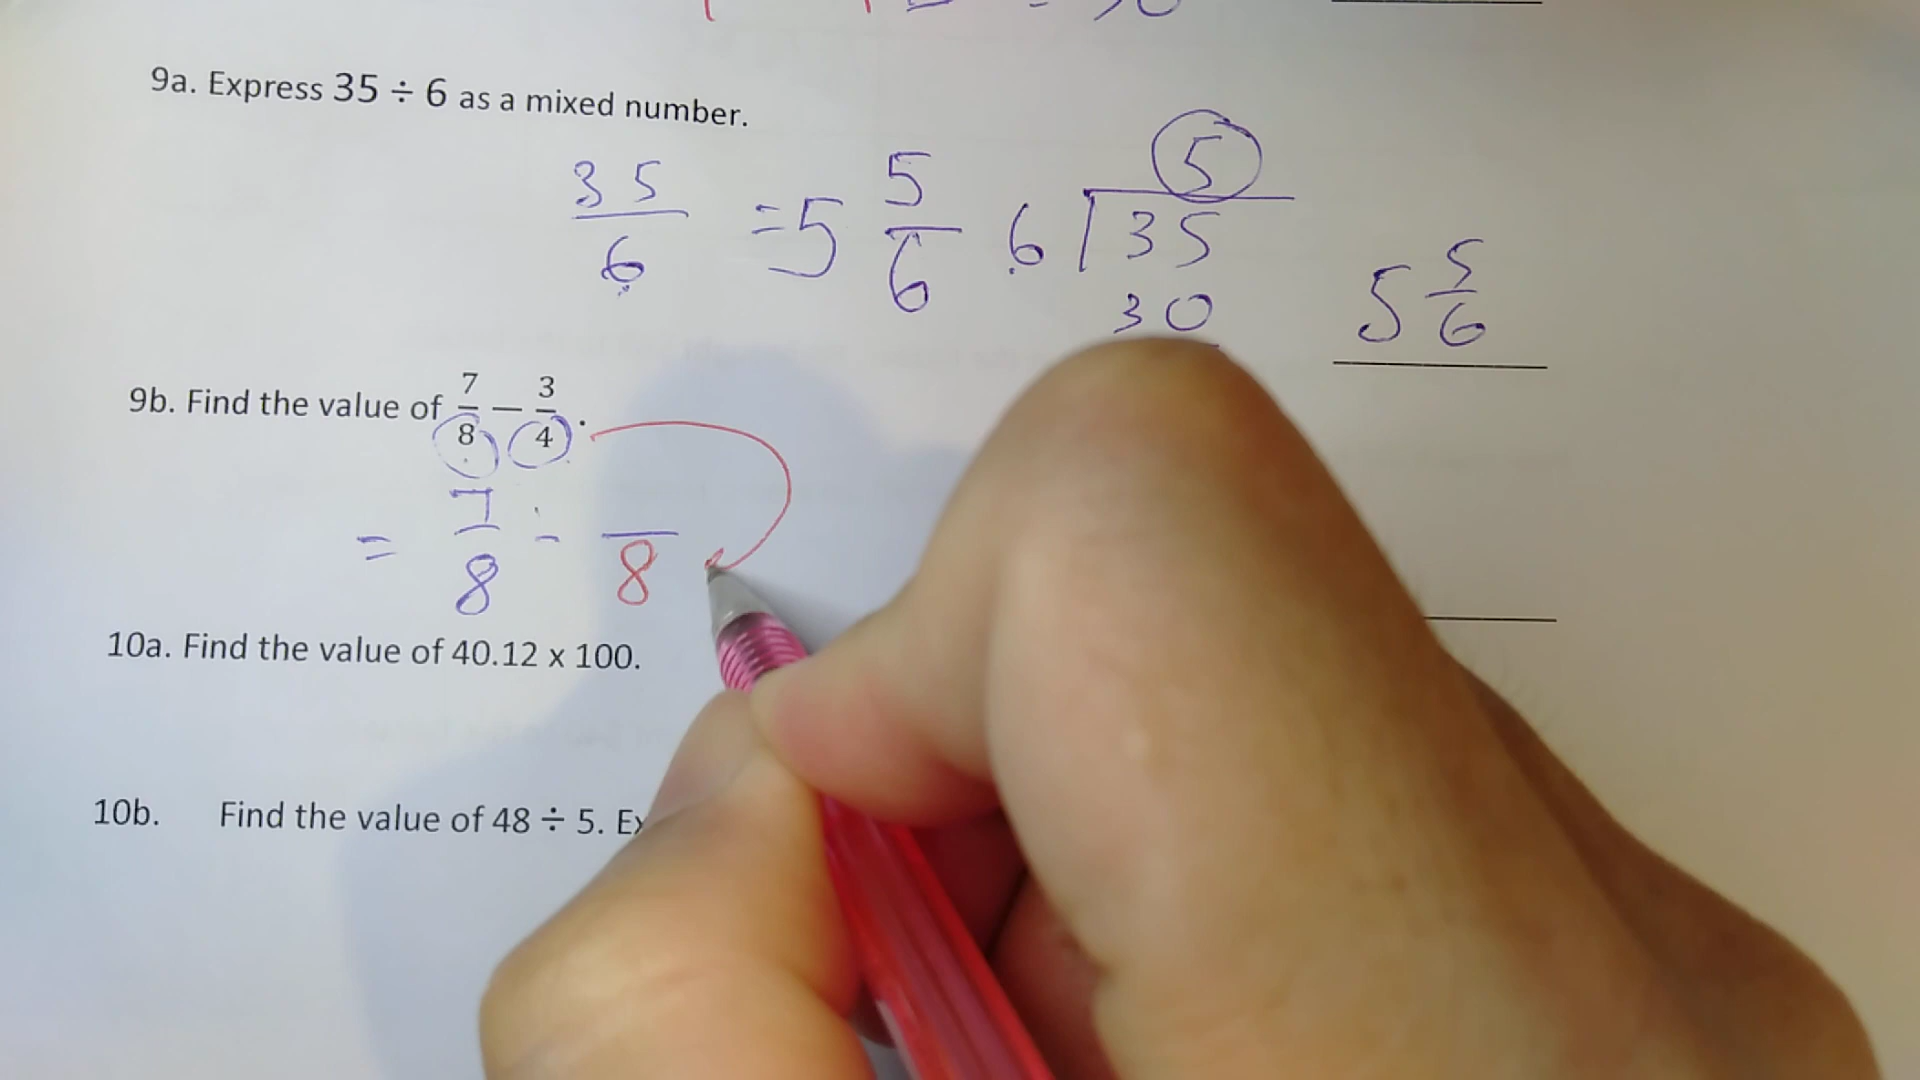 9a. Express 35 ÷ 6 as a mixed number.
35/6 = 5 5/6
5
6 35
30
5 5/6
9b. Find the value of 7/8 − 3/4.
= 7/8 - /8
10a. Find the value of 40.12 x 100.
10b. Find the value of 48 ÷ 5.